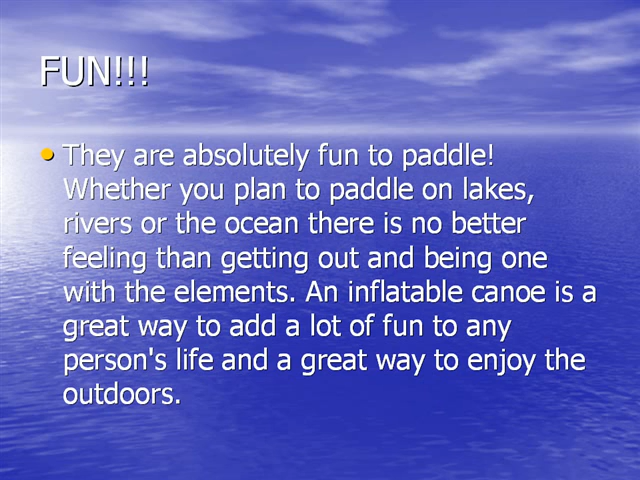 FUN!!!
• They are absolutely fun to paddle!
Whether you plan to paddle on lakes,
rivers or the ocean there is no better
feeling than getting out and being one
with the elements. An inflatable canoe is a
great way to add a lot of fun to any
person's life and a great way to enjoy the
outdoors.